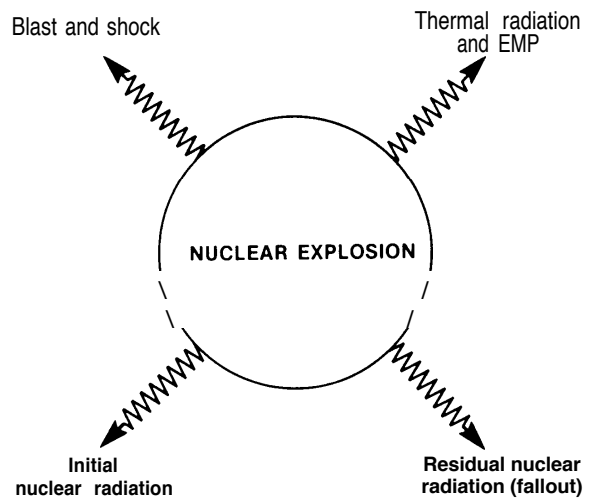 Blast and shock
Thermal radiation
and EMP
NUCLEAR EXPLOSION
Initial
nuclear radiation
Residual nuclear
radiation (fallout)